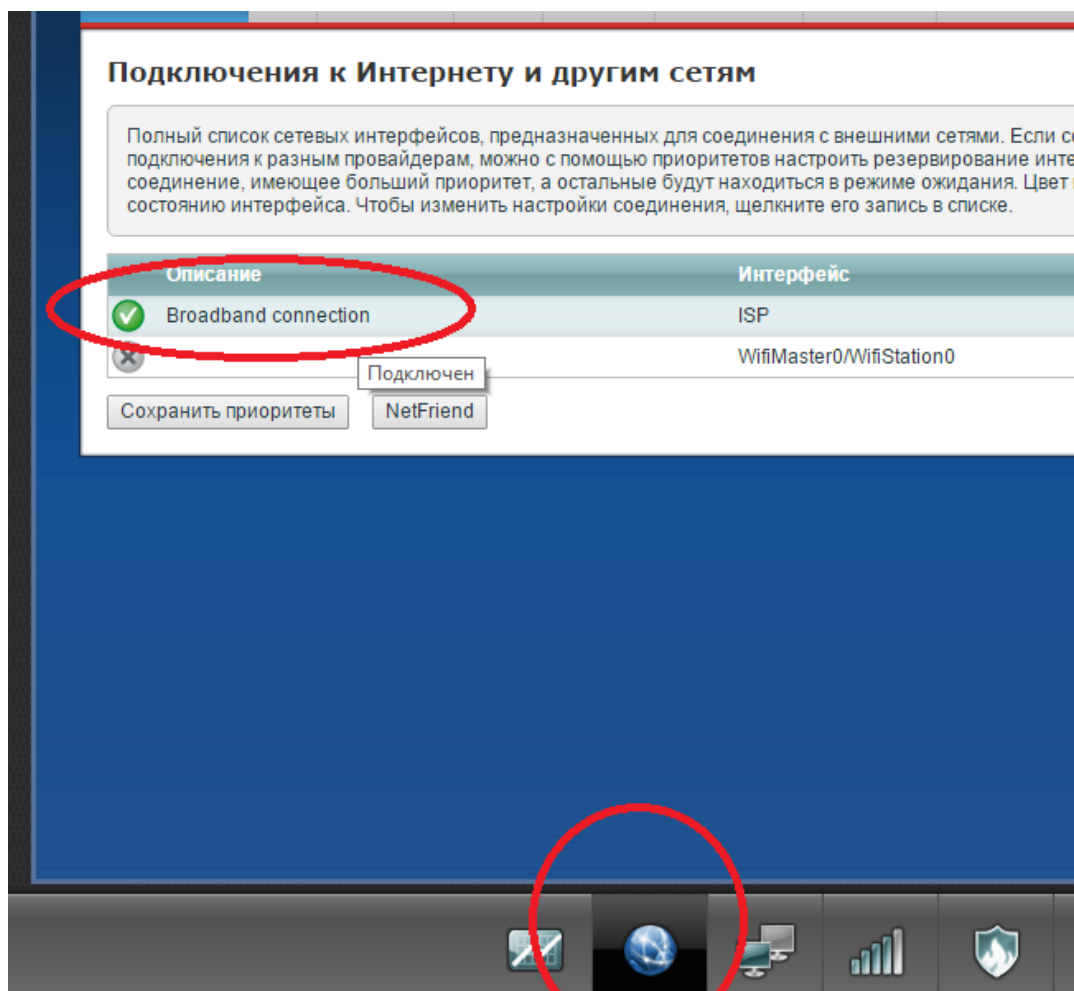 Подключения к Интернету и другим сетям
Полный список сетевых интерфейсов, предназначенных для соединения с внешними сетями. Если
подключения к разным провайдерам, можно с помощью приоритетов настроить резервирование
соединение, имеющее больший приоритет, а остальные будут находиться в режиме ожидания. Цвет
состоянию интерфейса. Чтобы изменить настройки соединения, щелкните его запись в списке.
Описание Интерфейс
Broadband connection ISP
WifiMaster0/WifiStation0
Подключен
Сохранить приоритеты NetFriend